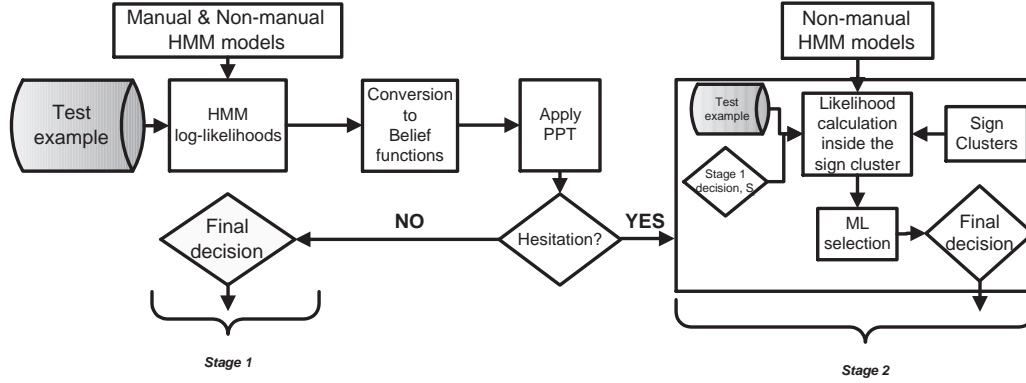 Manual & Non-manual
HMM models
Test
example
HMM
log-likelihoods
Conversion
to
Belief
functions
Apply
PPT
Hesitation?
NO
YES
Final
decision
Stage 1
Non-manual
HMM models
Test
example
Stage 1
decision, S
Likelihood
calculation
inside the
sign cluster
Sign
Clusters
ML
selection
Final
decision
Stage 2